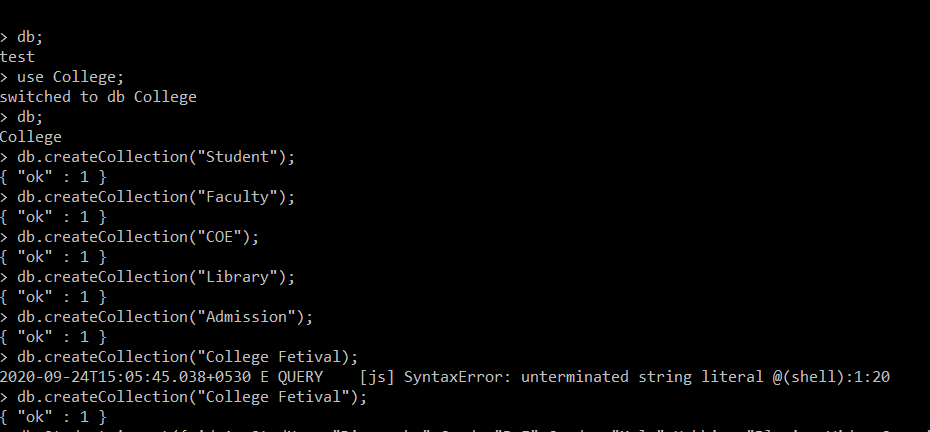 > db;
test
> use College;
switched to db College
> db;
College
> db.createCollection("Student");
{ "ok" : 1 }
> db.createCollection("Faculty");
{ "ok" : 1 }
> db.createCollection("COE");
{ "ok" : 1 }
> db.createCollection("Library");
{ "ok" : 1 }
> db.createCollection("Admission");
{ "ok" : 1 }
> db.createCollection("College Fetival);
2020-09-24T15:05:45.038+0530 E QUERY    [js] SyntaxError: unterminated string literal @(shell):1:20
> db.createCollection("College Fetival");
{ "ok" : 1 }